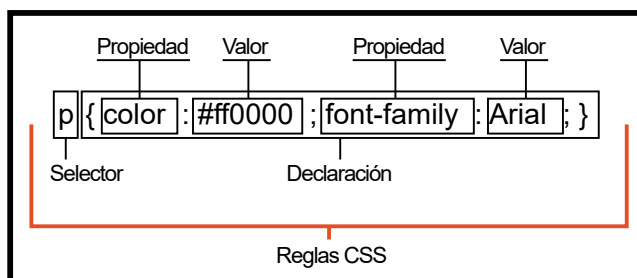 Propiedad Valor Propiedad Valor
p { color : #ff0000 ; font-family : Arial ; }
Selector Declaración
Reglas CSS